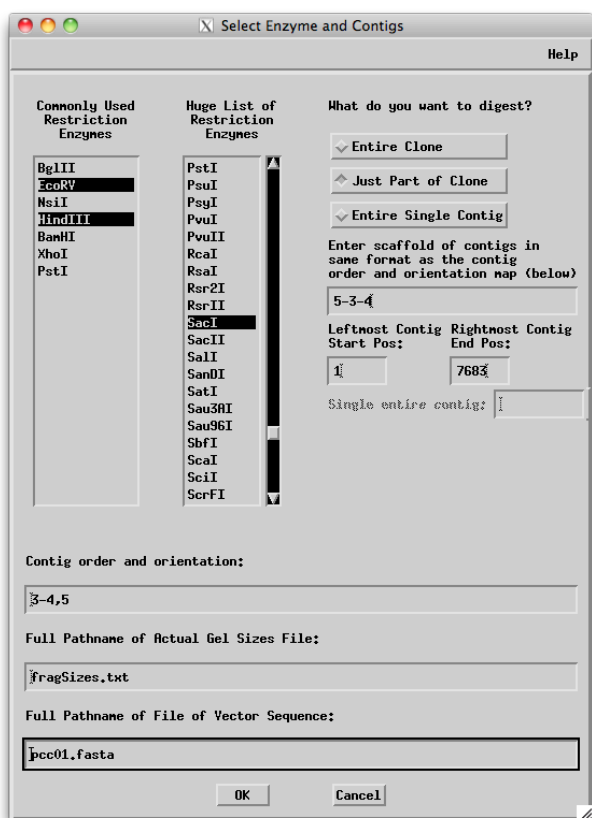 Select Enzyme and Contigs
Help
Commonly Used
Restriction
Enzymes
BglII
EcoRV
NsiI
HindIII
BamHI
XhoI
PstI
Huge List of
Restriction
Enzymes
PstI
PsuI
PsyI
PvuI
PvuII
RcaI
RsaI
Rsr2I
RsrII
SacI
SacII
SalI
SanDI
SatI
Sau3AI
Sau96I
SbfI
ScaI
SciI
ScrFI
What do you want to digest?
Entire Clone
Just Part of Clone
Entire Single Contig
Enter scaffold of contigs in
same format as the contig
order and orientation map (below)
5-3-4
Leftmost Contig Rightmost Contig
Start Pos: End Pos:
1 7683
Single entire contig:
Contig order and orientation:
3-4,5
Full Pathname of Actual Gel Sizes File:
fragSizes.txt
Full Pathname of File of Vector Sequence:
pcc01.fasta
OK Cancel